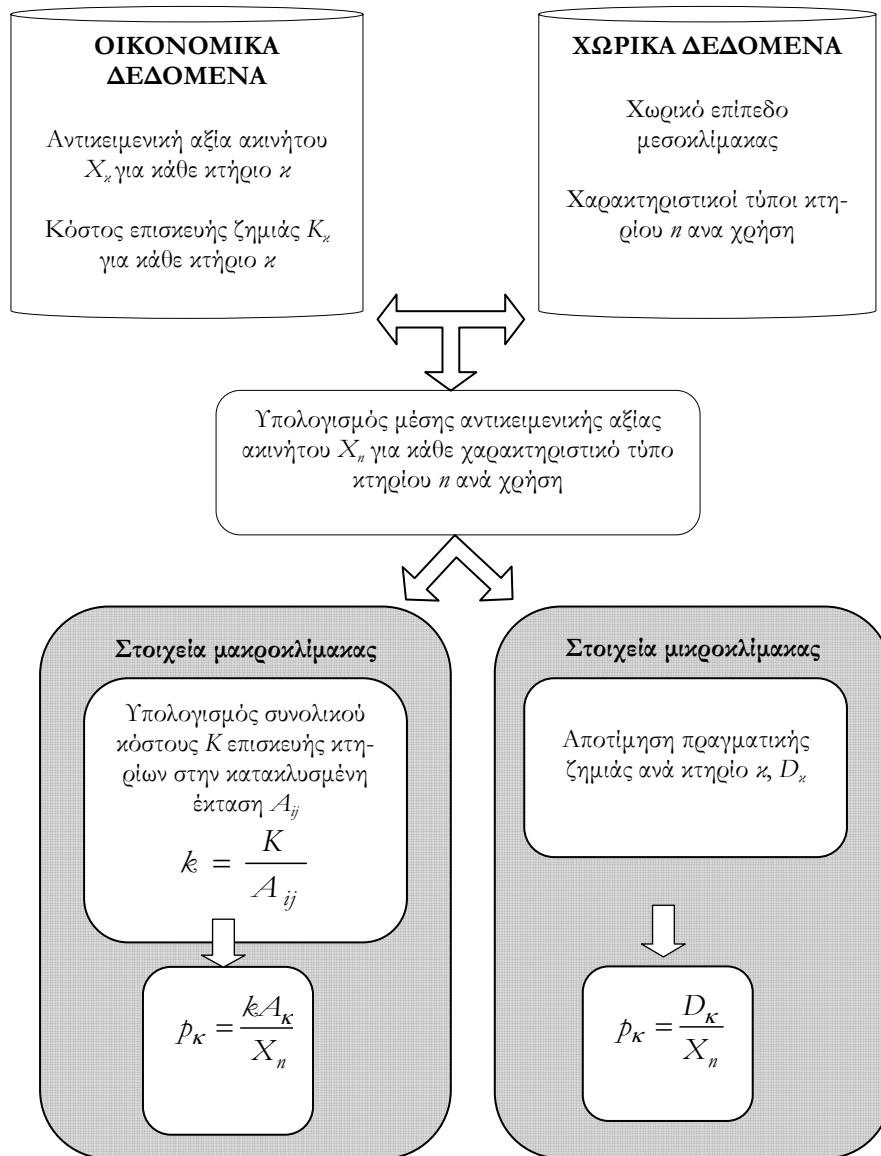 ΟΙΚΟΝΟΜΙΚΑ
ΔΕΔΟΜΕΝΑ
Αντικειμενική αξία ακινήτου
Χκ για κάθε κτήριο κ
Κόστος επισκευής ζημιάς Κκ
για κάθε κτήριο κ
ΧΩΡΙΚΑ ΔΕΔΟΜΕΝΑ
Χωρικό επίπεδο
μεσοκλίμακας
Χαρακτηριστικοί τύποι κτη-
ρίου n ανα χρήση
Υπολογισμός μέσης αντικειμενικής αξίας
ακινήτου Xn για κάθε χαρακτηριστικό τύπο
κτηρίου n ανά χρήση
Στοιχεία μακροκλίμακας
Υπολογισμός συνολικού
κόστους K επισκευής κτη-
ρίων στην κατακλυσμένη
έκταση Aij
k = K / A ij
pκ = kAκ / Xn
Στοιχεία μικροκλίμακας
Αποτίμηση πραγματικής
ζημιάς ανά κτήριο κ, Dκ
pκ = Dκ / Xn